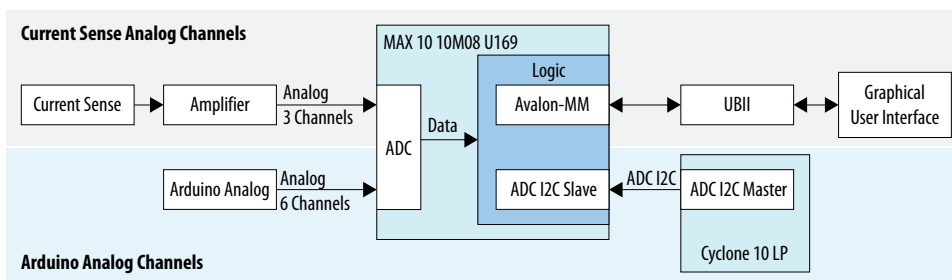 Current Sense Analog Channels
MAX 10 10M08 U169
Logic
Current Sense
Amplifier
Analog
3 Channels
ADC
Data
Avalon-MM
UBII
Graphical
User Interface
Arduino Analog
Analog
6 Channels
ADC I2C Slave
ADC I2C
ADC I2C Master
Cyclone 10 LP
Arduino Analog Channels